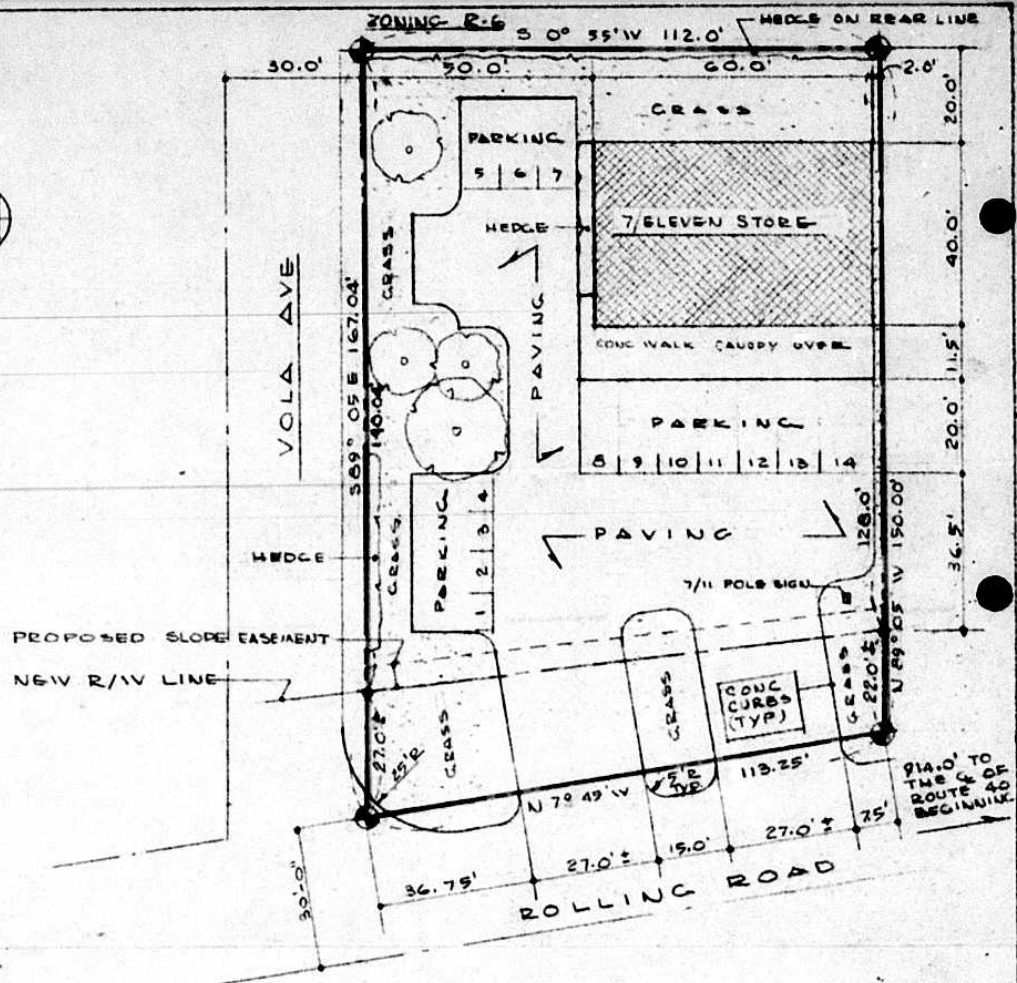 ZONING R-6
HEDGE ON REAR LINE
S 0° 55' W 112.0'
30.0'
50.0'
60.0'
2.0'
20.0'
GRASS
PARKING
5 6 7
7/ELEVEN STORE
HEDGE
40.0'
GRASS
VOLA AVE
S 89° 05' E 167.04'
140.04'
PAVING
CONC WALK CANOPY OVER
11.5'
PARKING
20.0'
8 9 10 11 12 13 14
PARKING
1 2 3 4
GRASS
HEDGE
PAVING
128.0'
N 89° 05' W 150.00'
36.5'
7/11 POLE SIGN
PROPOSED SLOPE EASEMENT
NEW R/W LINE
GRASS
GRASS
CONC
CURBS
(TYP)
GRASS
22.0'±
27.0'±
25'R
5'R
TYP
N 7° 49' W
113.25'
914.0' TO
THE ℄ OF
ROUTE 40
BEGINNING
30'-0"
36.75'
27.0'±
15.0'
27.0'±
7.5'
ROLLING ROAD